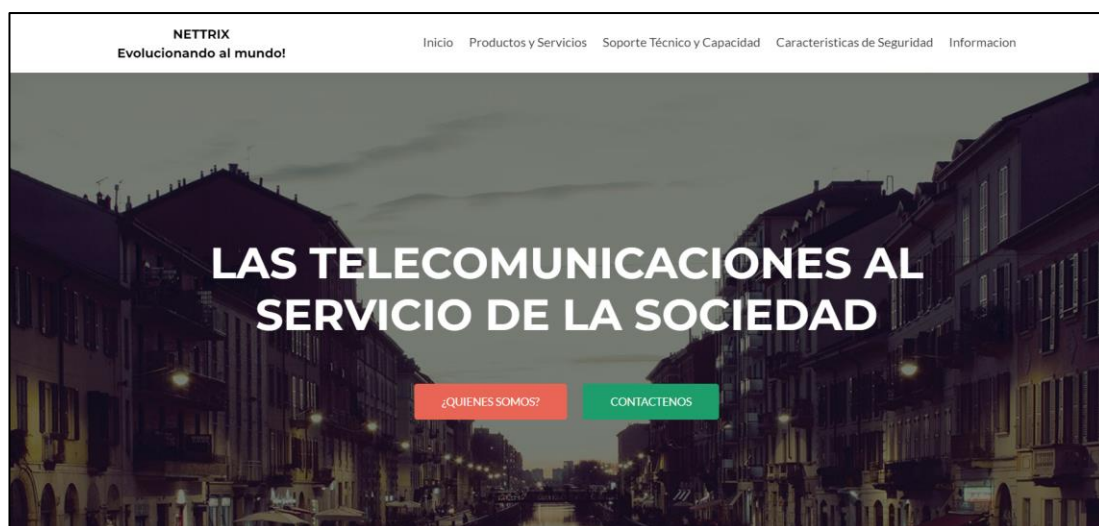 NETTRIX
Evolucionando al mundo!
Inicio Productos y Servicios Soporte Técnico y Capacidad Caracteristicas de Seguridad Informacion
LAS TELECOMUNICACIONES AL
SERVICIO DE LA SOCIEDAD
¿QUIENES SOMOS? CONTACTENOS